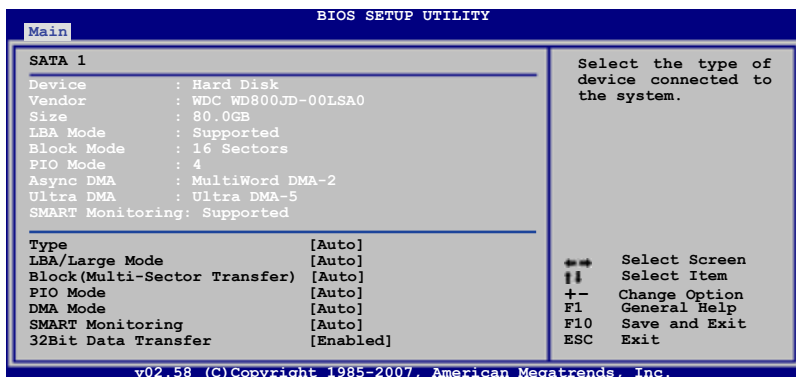 BIOS SETUP UTILITY
Main
SATA 1
Device : Hard Disk
Vendor : WDC WD800JD-00LSA0
Size : 80.0GB
LBA Mode : Supported
Block Mode : 16 Sectors
PIO Mode : 4
Async DMA : MultiWord DMA-2
Ultra DMA : Ultra DMA-5
SMART Monitoring: Supported
Type [Auto]
LBA/Large Mode [Auto]
Block(Multi-Sector Transfer) [Auto]
PIO Mode [Auto]
DMA Mode [Auto]
SMART Monitoring [Auto]
32Bit Data Transfer [Enabled]
Select the type of
device connected to
the system.
Select Screen
Select Item
+- Change Option
F1 General Help
F10 Save and Exit
ESC Exit
v02.58 (C)Copyright 1985-2007, American Megatrends, Inc.